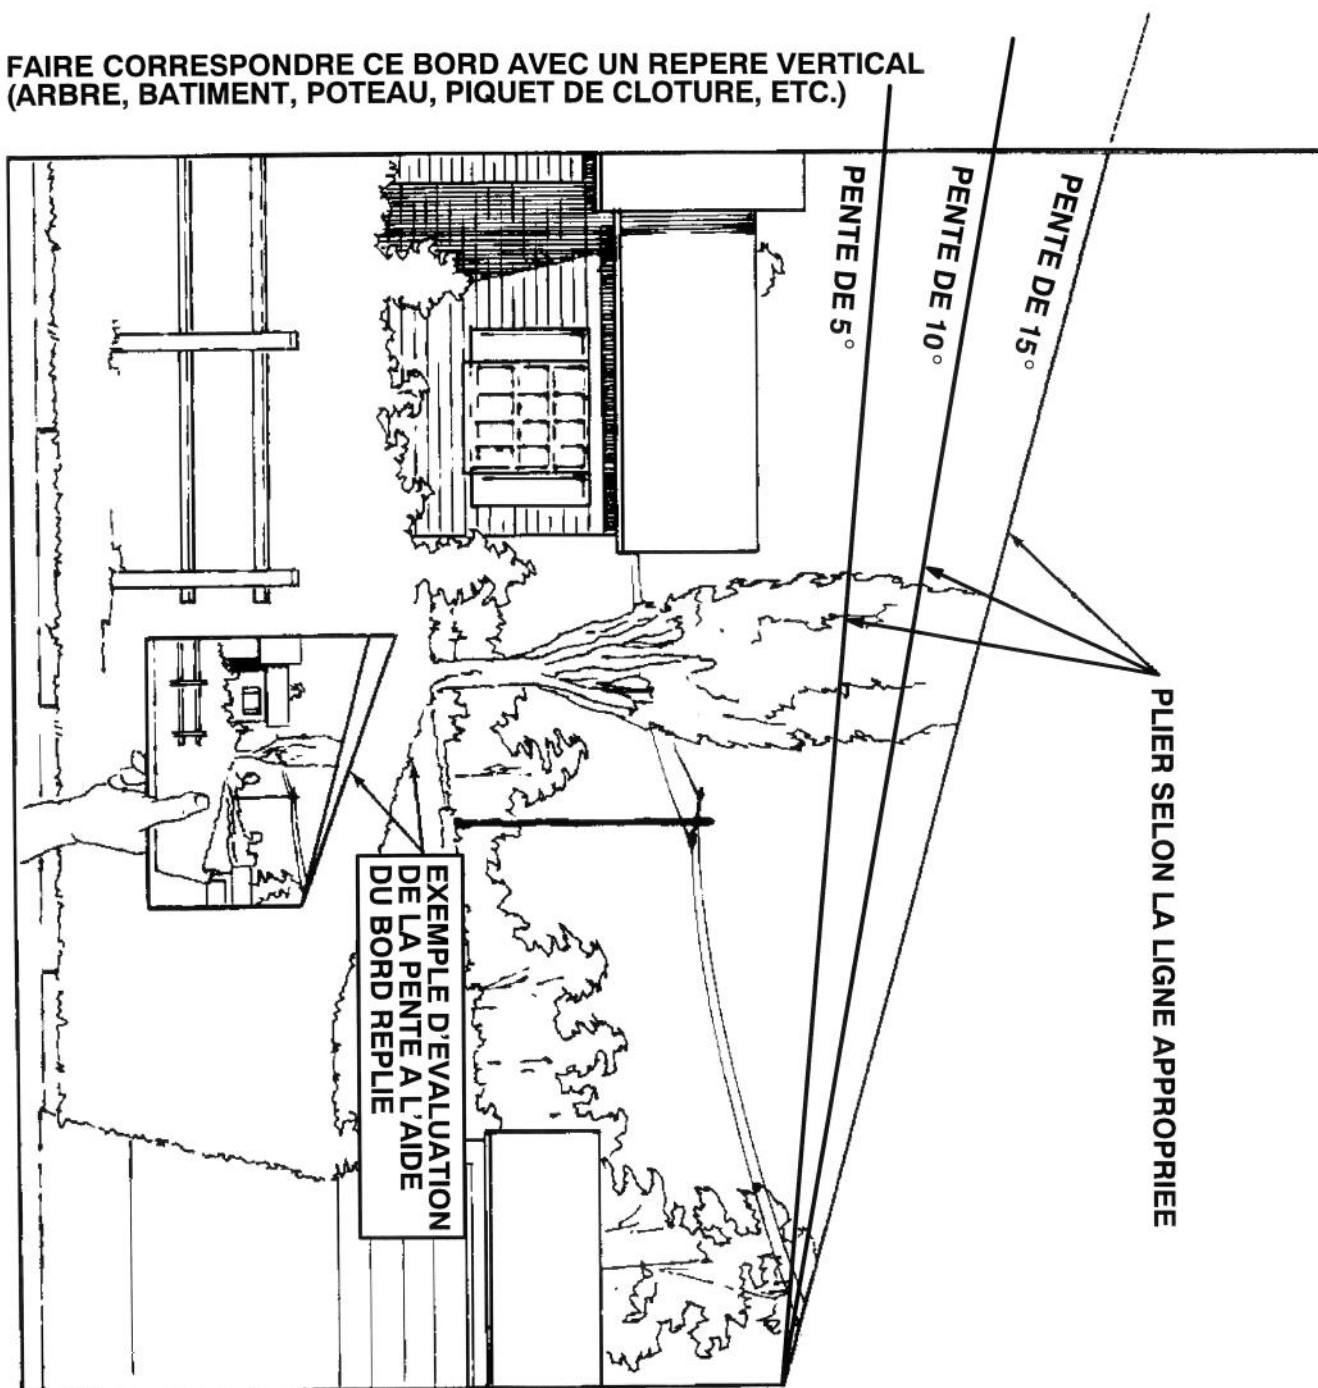 FAIRE CORRESPONDRE CE BORD AVEC UN REPERE VERTICAL
(ARBRE, BATIMENT, POTEAU, PIQUET DE CLOTURE, ETC.)
PENTE DE 5°
PENTE DE 10°
PENTE DE 15°
PLIER SELON LA LIGNE APPROPRIEE
EXEMPLE D'EVALUATION
DE LA PENTE A L'AIDE
DU BORD REPLIE